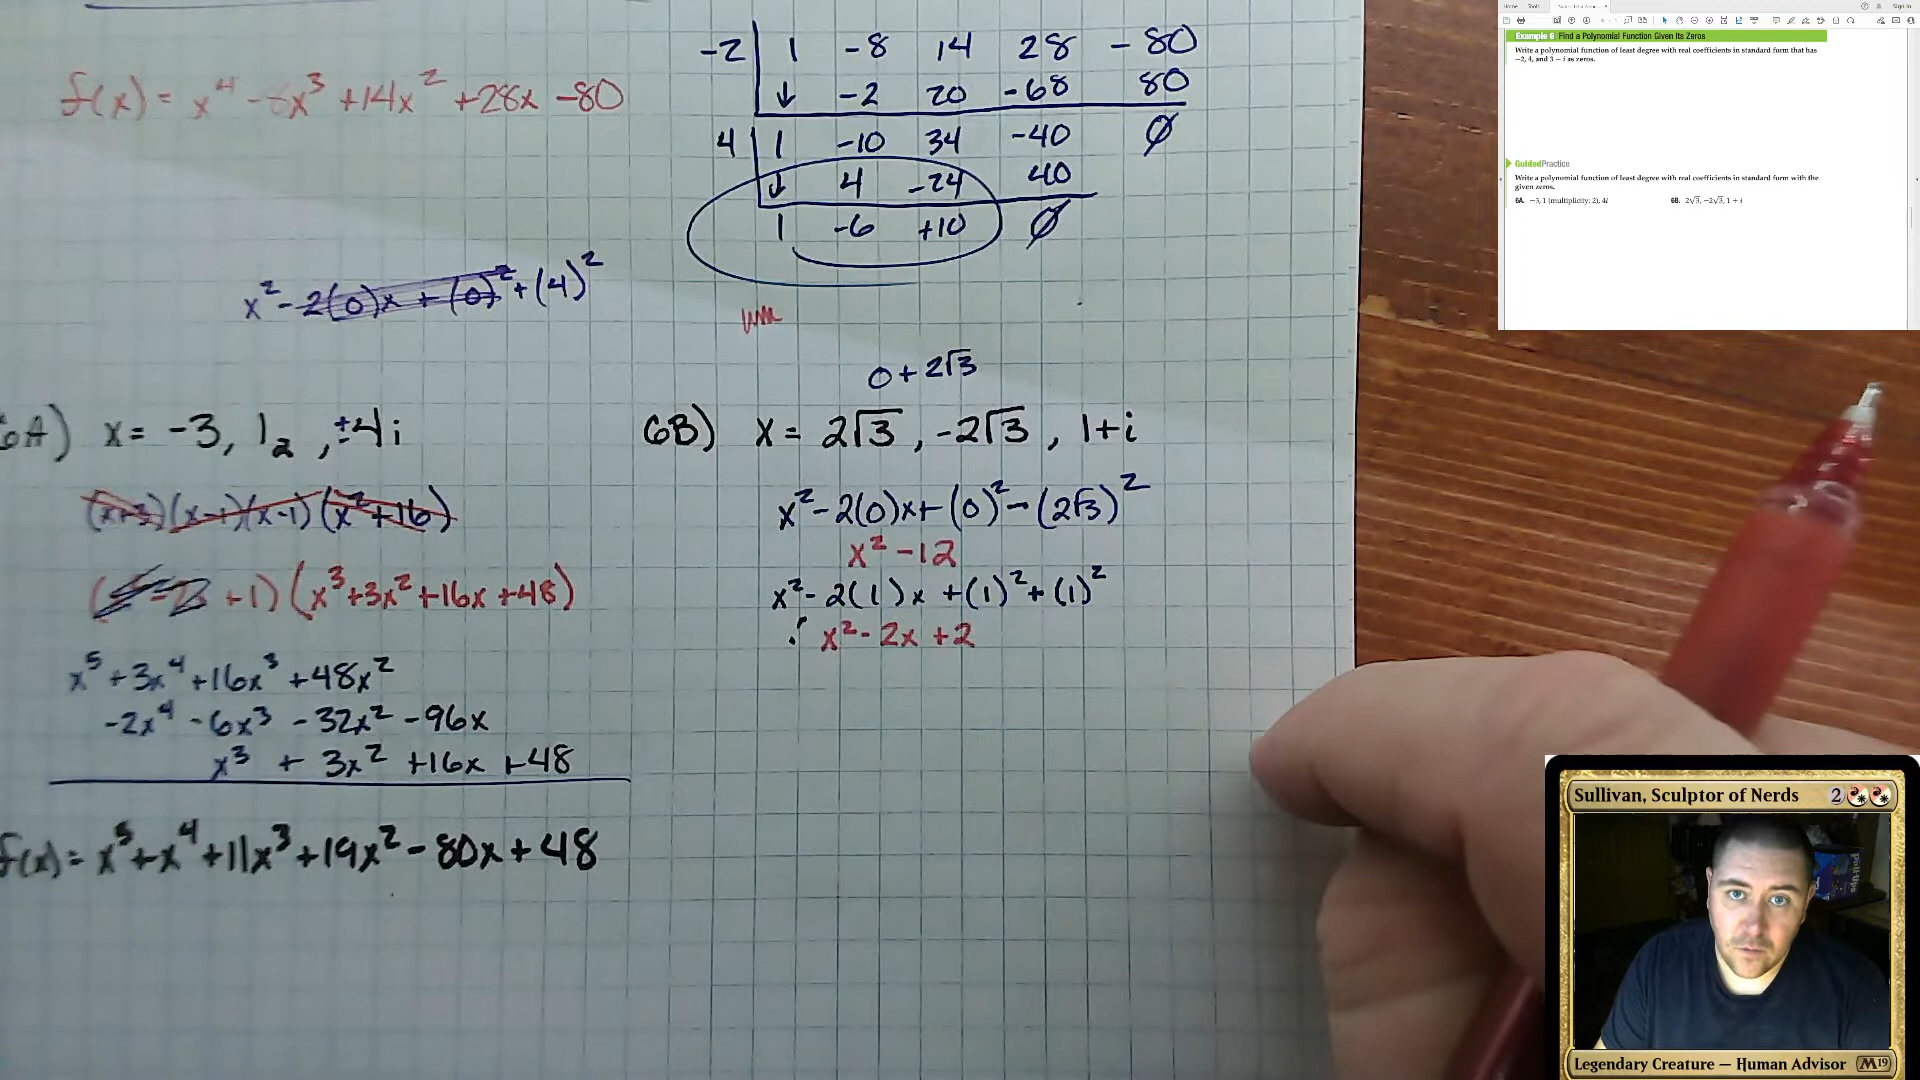 f(x) = x⁴ -8x³ +14x² +28x -80
-2 | 1 -8 14 28 -80
↓ -2 20 -68 80
4 | 1 -10 34 -40 0
↓ 4 -24 40
1 -6 +10 0
x² - 2(0)x + (0)² + (4)²
0 + 2√3
6A) x = -3, 1₂, ±4i
(x+3)(x-1)(x-1)(x²+16)
+1) (x³+3x²+16x+48)
x⁵ +3x⁴ +16x³ +48x²
-2x⁴ -6x³ -32x² -96x
x³ + 3x² +16x +48
f(x) = x⁵+x⁴+11x³+19x²-80x+48
6B) x = 2√3, -2√3, 1+i
x²-2(0)x+(0)²-(2√3)²
x² -12
x²-2(1)x +(1)²+(1)²
x²-2x +2
Home Tools
Sign In
Example 6 Find a Polynomial Function Given Its Zeros
Write a polynomial function of least degree with real coefficients in standard form that has
−2, 4, and 3 − i as zeros.
GuidedPractice
Write a polynomial function of least degree with real coefficients in standard form with the
given zeros.
6A. −3, 1 (multiplicity: 2), 4i
6B. 2√3, −2√3, 1 + i
Sullivan, Sculptor of Nerds 2
Legendary Creature — Human Advisor M19